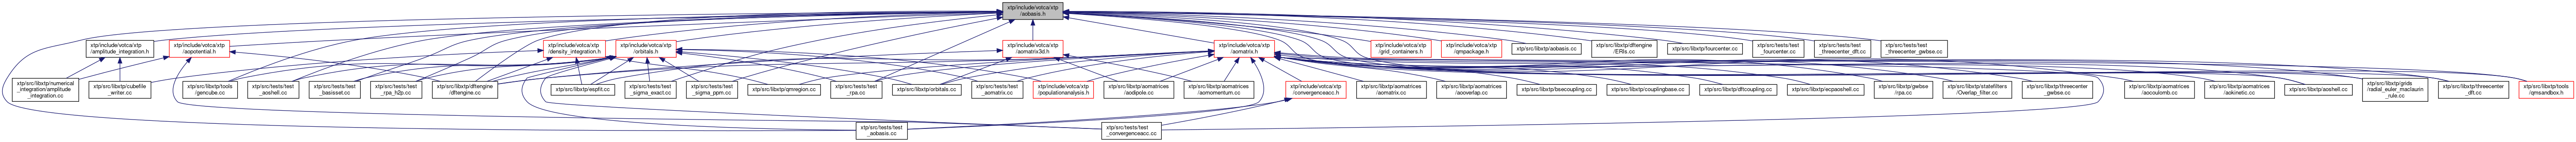 xtp/include/votca/xtp
/aobasis.h
xtp/include/votca/xtp
/amplitude_integration.h
xtp/include/votca/xtp
/aopotential.h
xtp/include/votca/xtp
/density_integration.h
xtp/include/votca/xtp
/orbitals.h
xtp/include/votca/xtp
/aomatrix3d.h
xtp/include/votca/xtp
/aomatrix.h
xtp/include/votca/xtp
/grid_containers.h
xtp/include/votca/xtp
/qmpackage.h
xtp/src/libxtp/aobasis.cc
xtp/src/libxtp/dftengine
/ERIs.cc
xtp/src/libxtp/fourcenter.cc
xtp/src/tests/test
_fourcenter.cc
xtp/src/tests/test
_threecenter_dft.cc
xtp/src/tests/test
_threecenter_gwbse.cc
xtp/src/libxtp/numerical
_integration/amplitude
_integration.cc
xtp/src/libxtp/cubefile
_writer.cc
xtp/src/libxtp/tools
/gencube.cc
xtp/src/tests/test
_aoshell.cc
xtp/src/tests/test
_basisset.cc
xtp/src/tests/test
_rpa_h2p.cc
xtp/src/libxtp/dftengine
/dftengine.cc
xtp/src/libxtp/espfit.cc
xtp/src/tests/test
_sigma_exact.cc
xtp/src/tests/test
_sigma_ppm.cc
xtp/src/libxtp/qmregion.cc
xtp/src/tests/test
_rpa.cc
xtp/src/libxtp/orbitals.cc
xtp/src/tests/test
_aomatrix.cc
xtp/include/votca/xtp
/populationanalysis.h
xtp/src/libxtp/aomatrices
/aodipole.cc
xtp/src/libxtp/aomatrices
/aomomentum.cc
xtp/include/votca/xtp
/convergenceacc.h
xtp/src/libxtp/aomatrices
/aomatrix.cc
xtp/src/libxtp/aomatrices
/aooverlap.cc
xtp/src/libxtp/bsecoupling.cc
xtp/src/libxtp/couplingbase.cc
xtp/src/libxtp/dftcoupling.cc
xtp/src/libxtp/ecpaoshell.cc
xtp/src/libxtp/gwbse
/rpa.cc
xtp/src/libxtp/statefilters
/Overlap_filter.cc
xtp/src/libxtp/threecenter
_gwbse.cc
xtp/src/libxtp/aomatrices
/aocoulomb.cc
xtp/src/libxtp/aomatrices
/aokinetic.cc
xtp/src/libxtp/aoshell.cc
xtp/src/libxtp/grids
/radial_euler_maclaurin
_rule.cc
xtp/src/libxtp/threecenter
_dft.cc
xtp/src/libxtp/tools
/qmsandbox.h
xtp/src/tests/test
_aobasis.cc
xtp/src/tests/test
_convergenceacc.cc